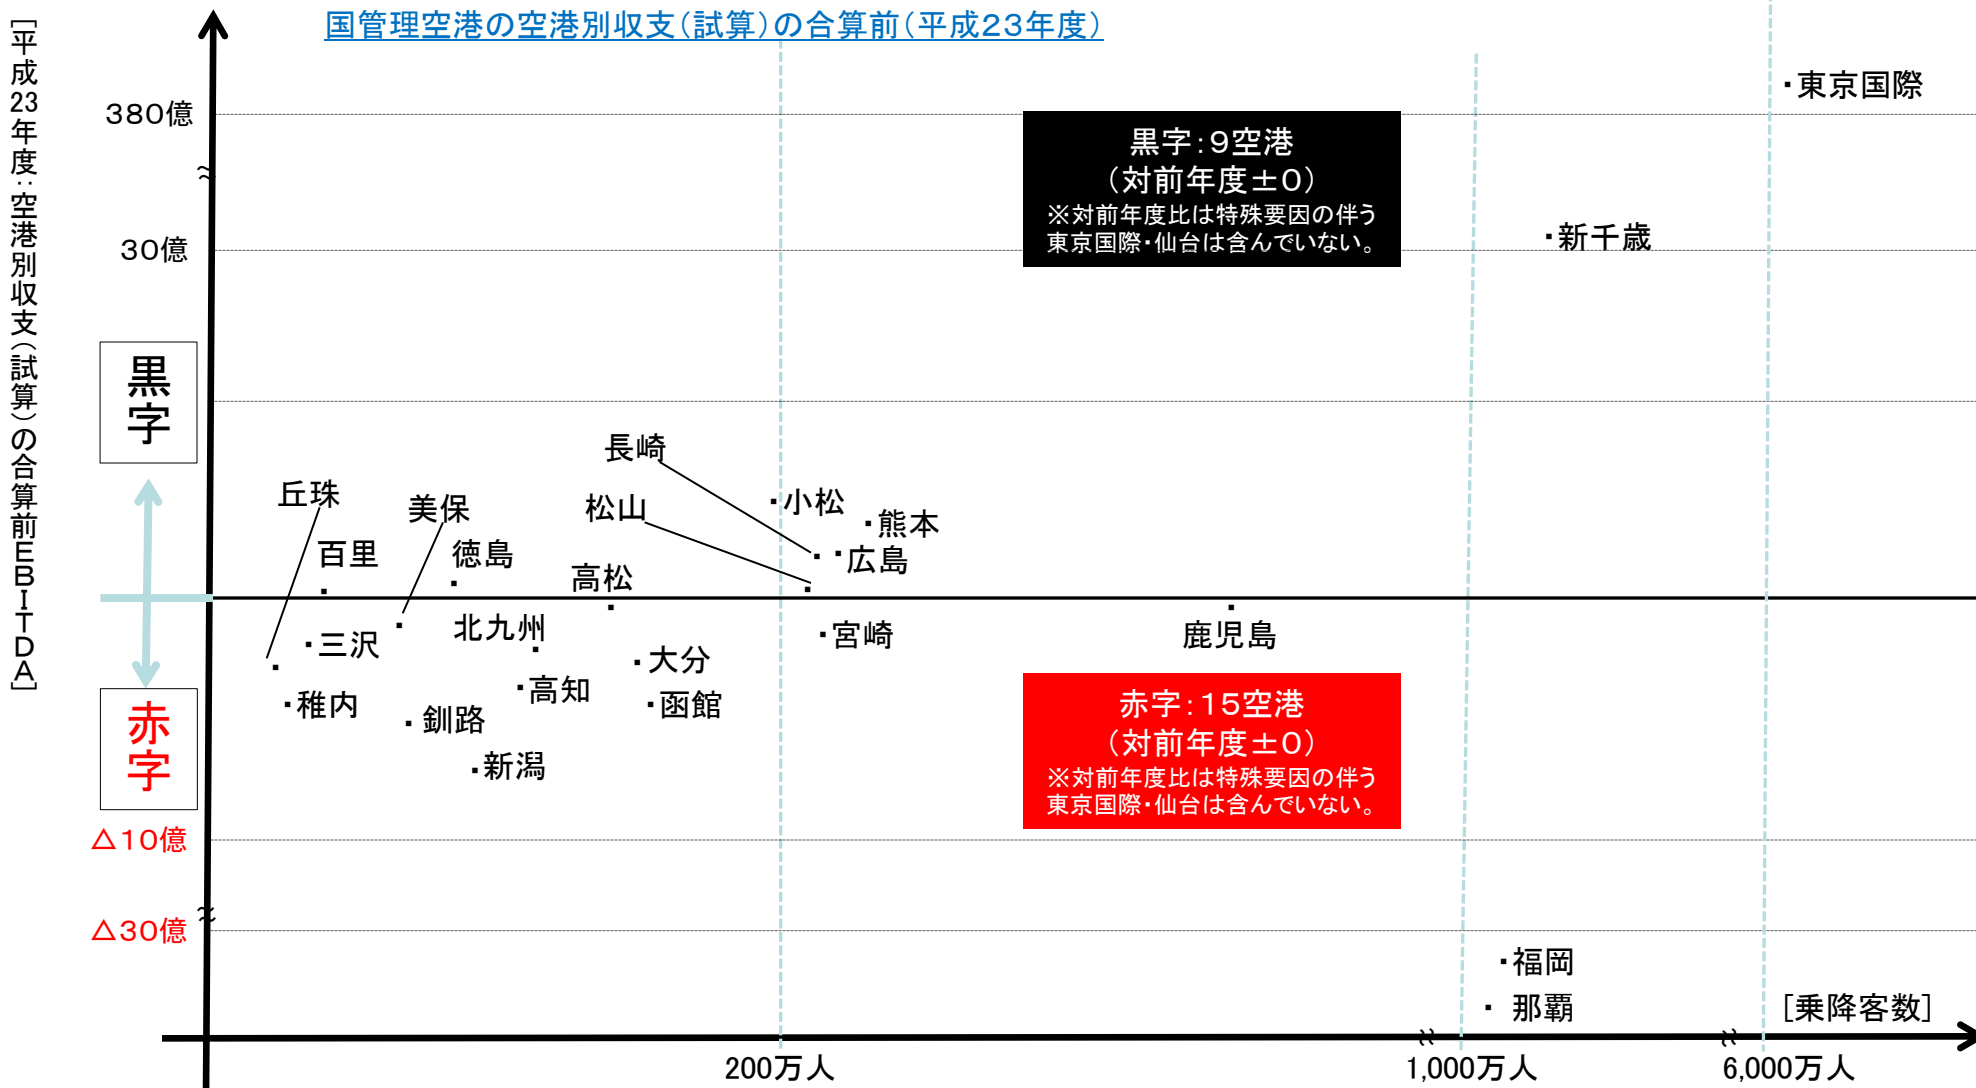 国管理空港の空港別収支(試算)の合算前(平成23年度)
[平成23年度:空港別収支(試算)の合算前EBITDA]
380億
30億
黒字
赤字
△10億
△30億
・東京国際
黒字:9空港
(対前年度±0)
※対前年度比は特殊要因の伴う
東京国際・仙台は含んでいない。
・新千歳
長崎
丘珠
美保
松山
・小松
・熊本
百里
徳島
高松
・広島
・三沢
北九州
・大分
・宮崎
鹿児島
・稚内
・釧路
・高知
・函館
・新潟
赤字:15空港
(対前年度±0)
※対前年度比は特殊要因の伴う
東京国際・仙台は含んでいない。
・福岡
・那覇
[乗降客数]
200万人
1,000万人
6,000万人